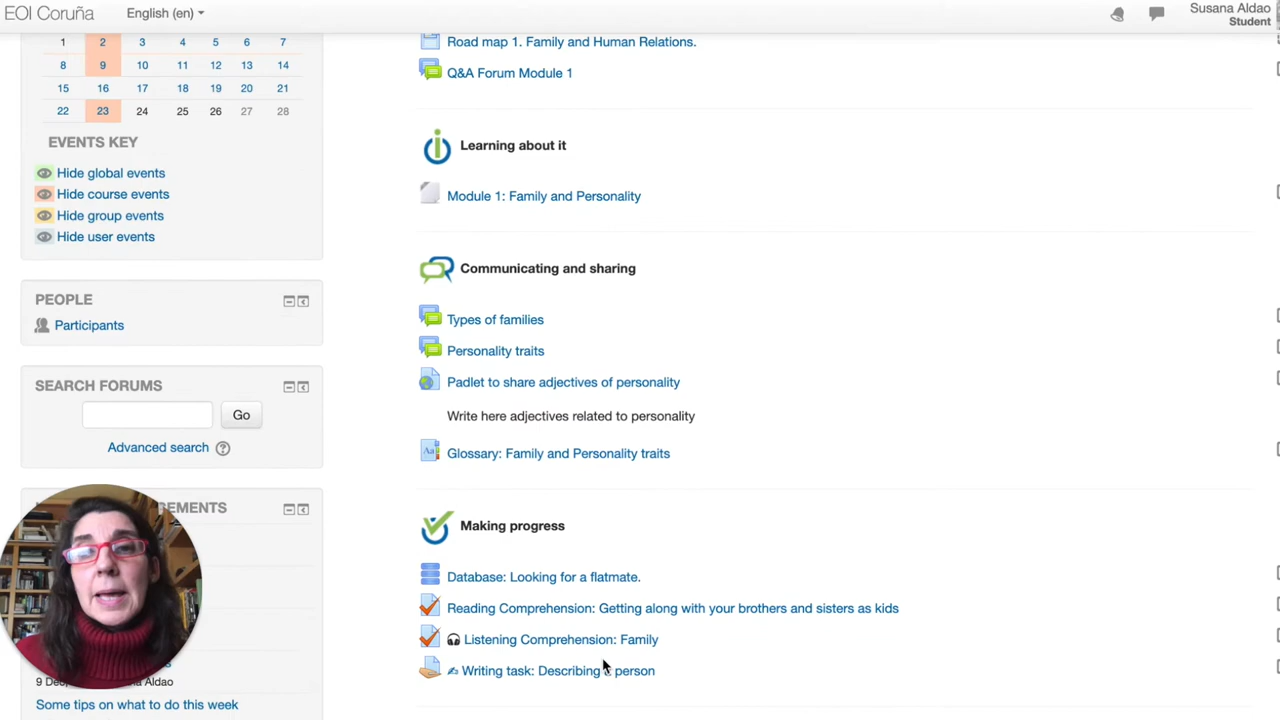 EOI Coruña
English (en)
Susana Aldao
Student
1 2 3 4 5 6 7
8 9 10 11 12 13 14
15 16 17 18 19 20 21
22 23 24 25 26 27 28
EVENTS KEY
Hide global events
Hide course events
Hide group events
Hide user events
PEOPLE
Participants
SEARCH FORUMS
Go
Advanced search
9 Dec
Aldao
Some tips on what to do this week
Road map 1. Family and Human Relations.
Q&A Forum Module 1
Learning about it
Module 1: Family and Personality
Communicating and sharing
Types of families
Personality traits
Padlet to share adjectives of personality
Write here adjectives related to personality
Aa
Glossary: Family and Personality traits
Making progress
Database: Looking for a flatmate.
Reading Comprehension: Getting along with your brothers and sisters as kids
Listening Comprehension: Family
Writing task: Describing a person